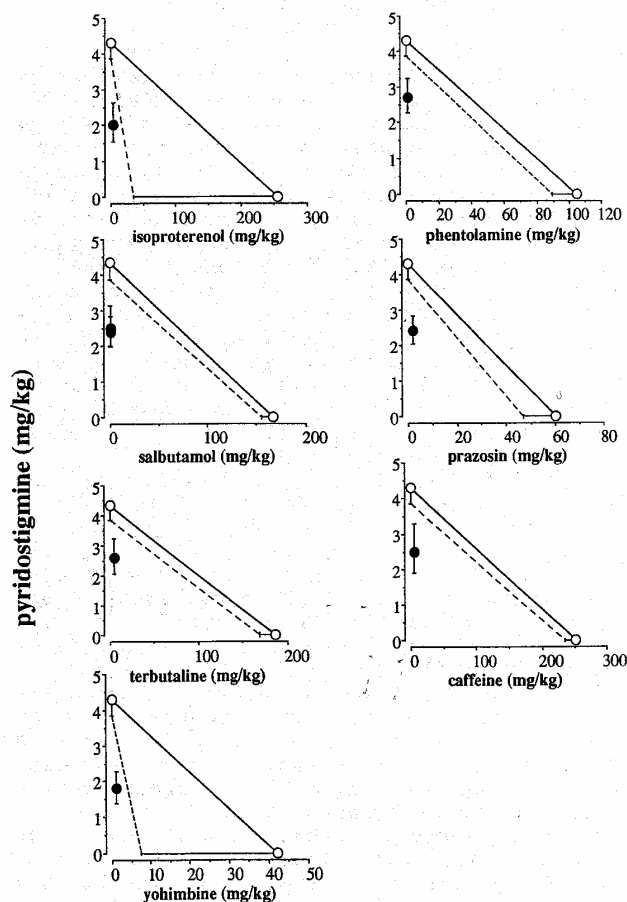 pyridostigmine (mg/kg)
5
4
3
2
1
0
0 100 200 300
isoproterenol (mg/kg)
5
4
3
2
1
0
0 20 40 60 80 100 120
phentolamine (mg/kg)
5
4
3
2
1
0
0 100 200
salbutamol (mg/kg)
5
4
3
2
1
0
0 20 40 60 80
prazosin (mg/kg)
5
4
3
2
1
0
0 100 200
terbutaline (mg/kg)
5
4
3
2
1
0
0 100 200 300
caffeine (mg/kg)
5
4
3
2
1
0
0 10 20 30 40 50
yohimbine (mg/kg)